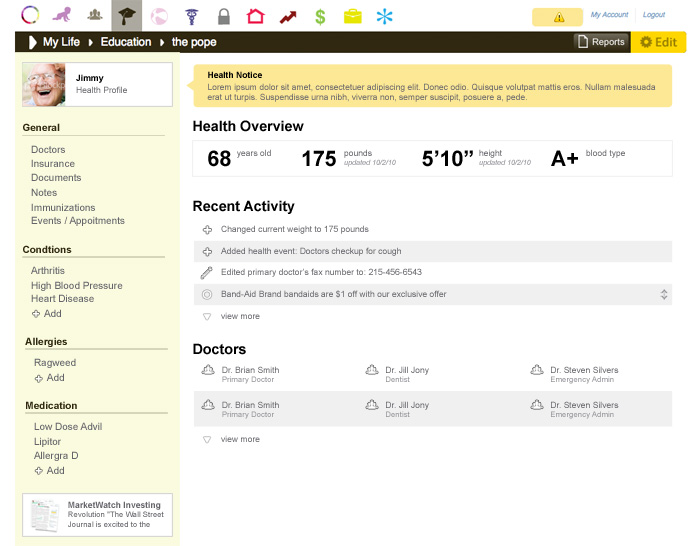 My Account
Logout
My Life
Education
the pope
Reports
Edit
Jimmy
Health Profile
General
Doctors
Insurance
Documents
Notes
Immunizations
Events / Appoitments
Condtions
Arthritis
High Blood Pressure
Heart Disease
Add
Allergies
Ragweed
Add
Medication
Low Dose Advil
Lipitor
Allergra D
Add
MarketWatch Investing
Revolution "The Wall Street
Journal is excited to the
Health Notice
Lorem ipsum dolor sit amet, consectetuer adipiscing elit. Donec odio. Quisque volutpat mattis eros. Nullam malesuada
erat ut turpis. Suspendisse urna nibh, viverra non, semper suscipit, posuere a, pede.
Health Overview
68 years old
175 pounds
updated 10/2/10
5’10” height
updated 10/2/10
A+ blood type
Recent Activity
Changed current weight to 175 pounds
Added health event: Doctors checkup for cough
Edited primary doctor’s fax number to: 215-456-6543
Band-Aid Brand bandaids are $1 off with our exclusive offer
view more
Doctors
Dr. Brian Smith
Primary Doctor
Dr. Jill Jony
Dentist
Dr. Steven Silvers
Emergency Admin
Dr. Brian Smith
Primary Doctor
Dr. Jill Jony
Dentist
Dr. Steven Silvers
Emergency Admin
view more